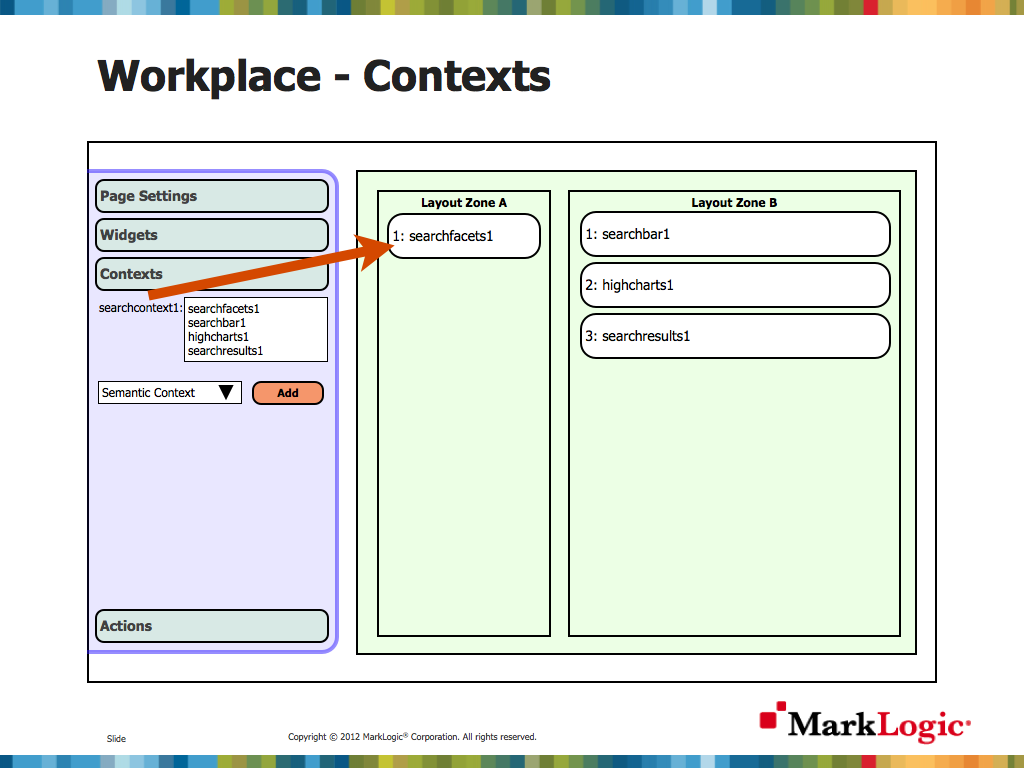 Workplace - Contexts
Page Settings
Widgets
Contexts
searchcontext1:
searchfacets1
searchbar1
highcharts1
searchresults1
Semantic Context
Add
Actions
Layout Zone A
1: searchfacets1
Layout Zone B
1: searchbar1
2: highcharts1
3: searchresults1
Slide
Copyright © 2012 MarkLogic® Corporation. All rights reserved.
MarkLogic